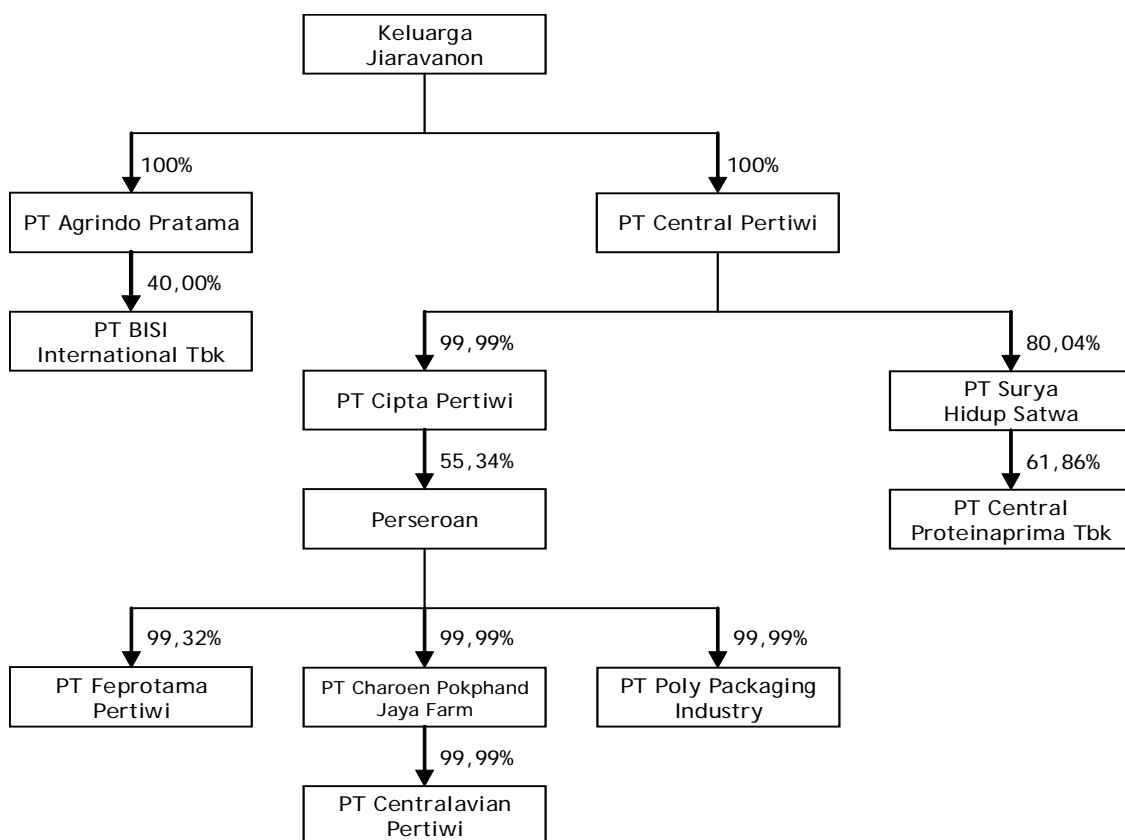 Keluarga
Jiaravanon
100%
100%
PT Agrindo Pratama
PT Central Pertiwi
40,00%
PT BISI
International Tbk
99,99%
80,04%
PT Cipta Pertiwi
PT Surya
Hidup Satwa
55,34%
61,86%
Perseroan
PT Central
Proteinaprima Tbk
99,32%
99,99%
99,99%
PT Feprotama
Pertiwi
PT Charoen Pokphand
Jaya Farm
PT Poly Packaging
Industry
99,99%
PT Centralavian
Pertiwi